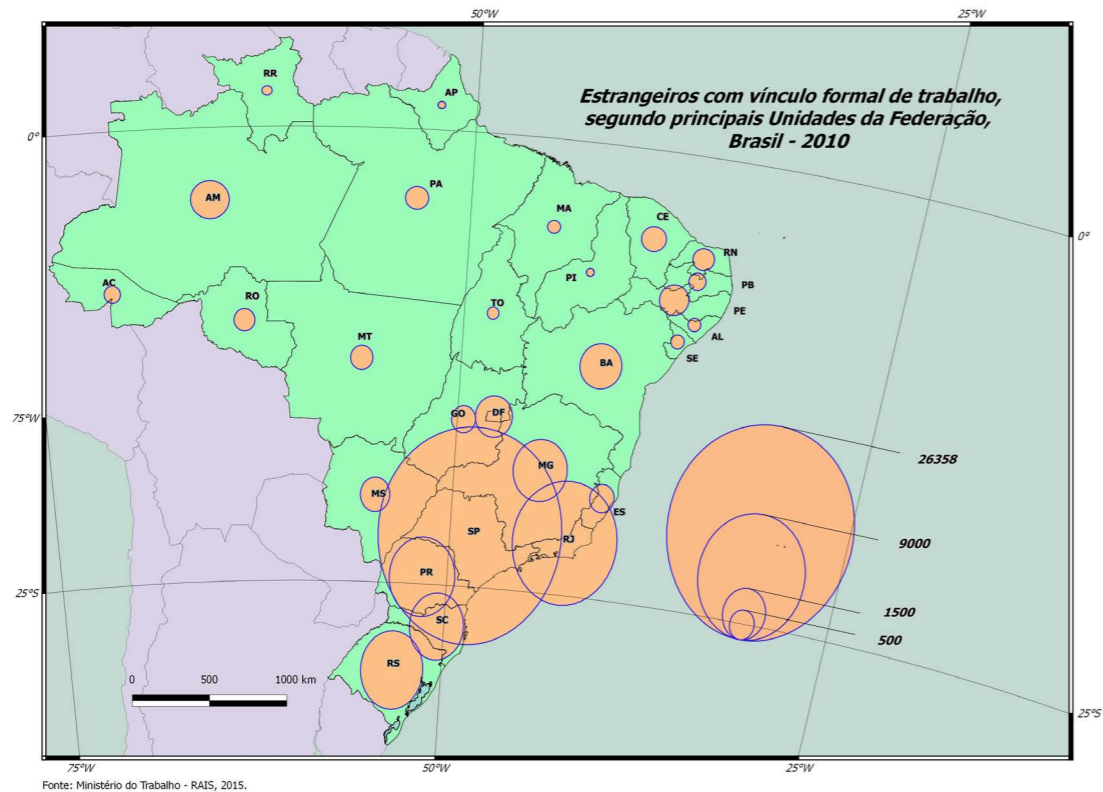 50°W
25°W
Estrangeiros com vínculo formal de trabalho,
segundo principais Unidades da Federação,
Brasil - 2010
RR
AP
0°
AM
PA
MA
CE
RN
0°
PI
PB
AC
RO
TO
PE
AL
MT
SE
BA
75°W
GO
DF
26358
MG
MS
ES
SP
RJ
9000
PR
25°S
1500
SC
500
RS
0
500
1000 km
25°S
75°W
50°W
25°W
Fonte: Ministério do Trabalho - RAIS, 2015.